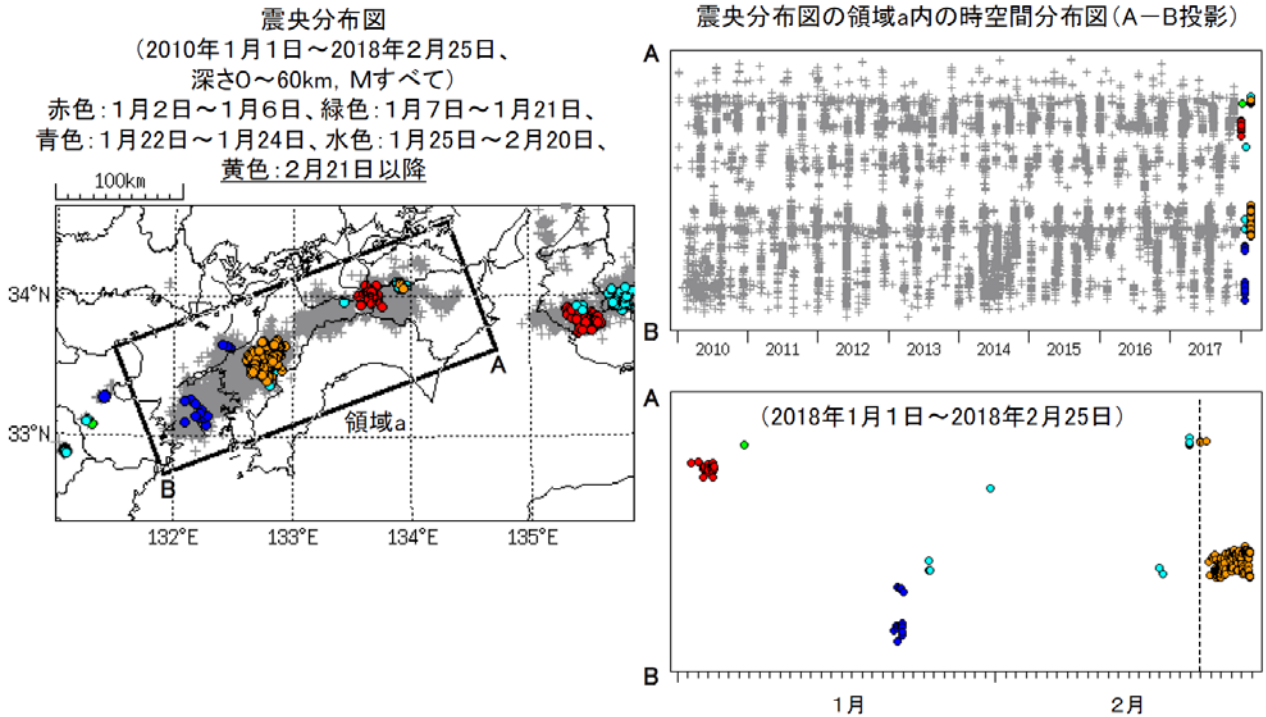 震央分布図
(2010年1月1日～2018年2月25日、
深さ0～60km, Mすべて)
赤色：1月2日～1月6日、緑色：1月7日～1月21日、
青色：1月22日～1月24日、水色：1月25日～2月20日、
黄色：2月21日以降
100km
34°N
33°N
132°E 133°E 134°E 135°E
A
B
領域a
震央分布図の領域a内の時空間分布図(A－B投影)
A
B
2010 2011 2012 2013 2014 2015 2016 2017
A
(2018年1月1日～2018年2月25日)
B
1月 2月